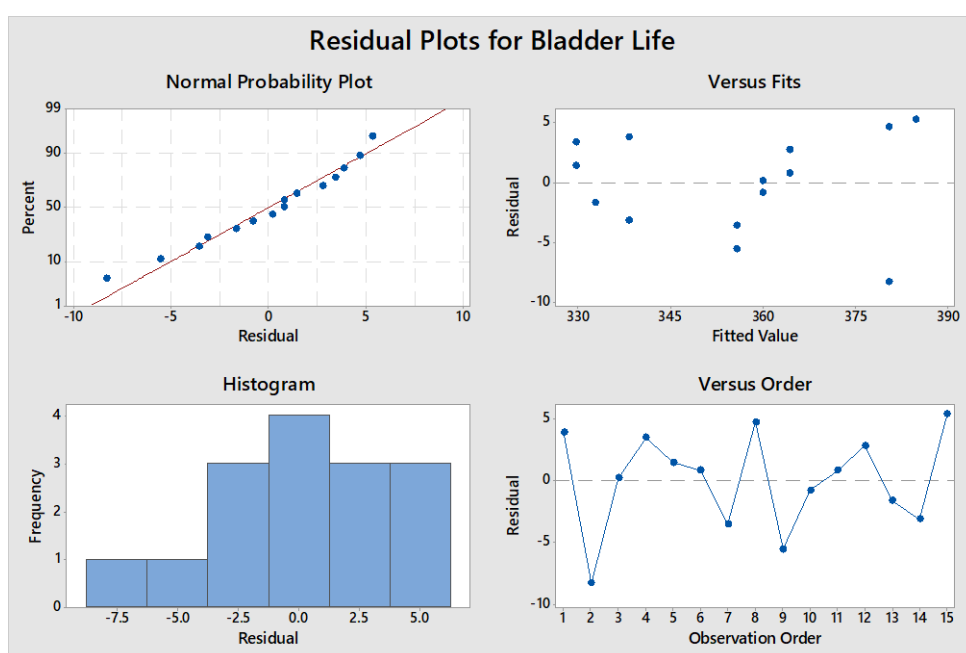 Residual Plots for Bladder Life
Normal Probability Plot
99
90
50
10
1
Percent
-10 -5 0 5 10
Residual
Versus Fits
5
0
-5
-10
Residual
330 345 360 375 390
Fitted Value
Histogram
4
3
2
1
0
Frequency
-7.5 -5.0 -2.5 0.0 2.5 5.0
Residual
Versus Order
5
0
-5
-10
Residual
1 2 3 4 5 6 7 8 9 10 11 12 13 14 15
Observation Order